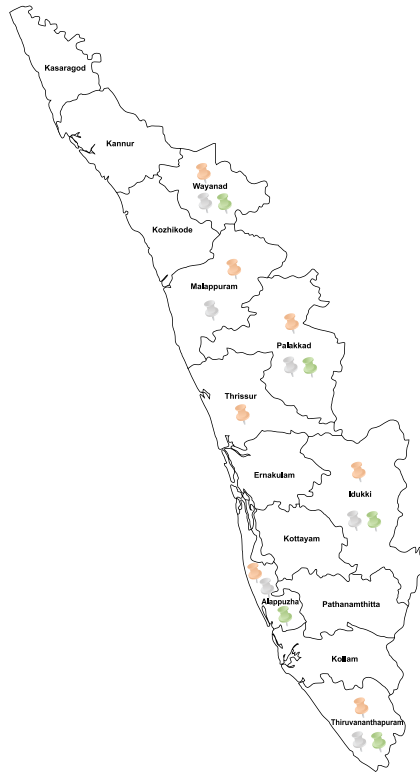 Kasaragod
Kannur
Wayanad
Kozhikode
Malappuram
Palakkad
Thrissur
Ernakulam
Idukki
Kottayam
Alappuzha
Pathanamthitta
Kollam
Thiruvananthapuram